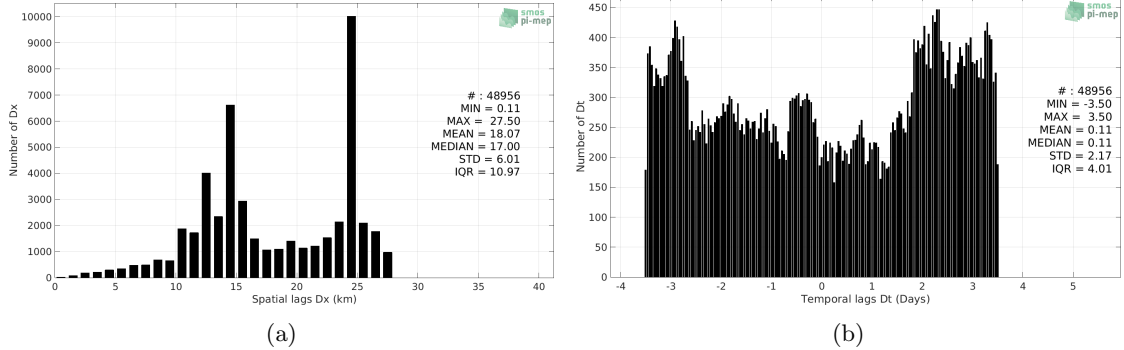 10000
9000
8000
7000
6000
5000
4000
3000
2000
1000
0
Number of Dx
0 5 10 15 20 25 30 35 40
Spatial lags Dx (km)
smos
pi-mep
# : 48956
MIN = 0.11
MAX = 27.50
MEAN = 18.07
MEDIAN = 17.00
STD = 6.01
IQR = 10.97
(a)
450
400
350
300
250
200
150
100
50
0
Number of Dt
-4 -3 -2 -1 0 1 2 3 4 5
Temporal lags Dt (Days)
smos
pi-mep
# : 48956
MIN = -3.50
MAX = 3.50
MEAN = 0.11
MEDIAN = 0.11
STD = 2.17
IQR = 4.01
(b)